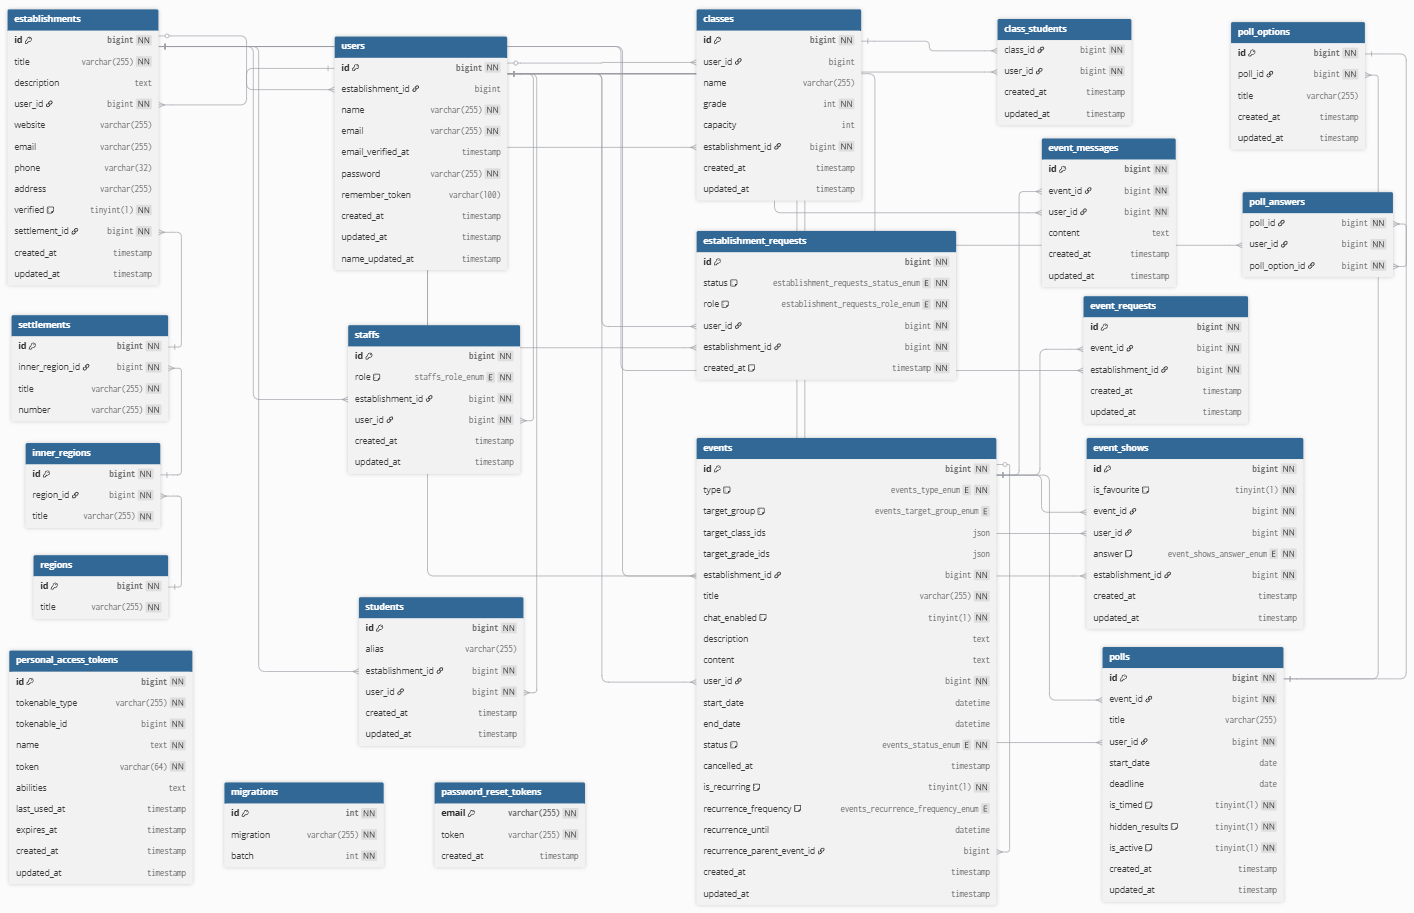 establishments
id bigint NN
title varchar(255) NN
description text
user_id bigint NN
website varchar(255)
email varchar(255)
phone varchar(32)
address varchar(255)
verified tinyint(1) NN
settlement_id bigint NN
created_at timestamp
updated_at timestamp
settlements
id bigint NN
inner_region_id bigint NN
title varchar(255) NN
number varchar(255) NN
inner_regions
id bigint NN
region_id bigint NN
title varchar(255) NN
regions
id bigint NN
title varchar(255) NN
personal_access_tokens
id bigint NN
tokenable_type varchar(255) NN
tokenable_id bigint NN
name text NN
token varchar(64) NN
abilities text
last_used_at timestamp
expires_at timestamp
created_at timestamp
updated_at timestamp
users
id bigint NN
establishment_id bigint
name varchar(255) NN
email varchar(255) NN
email_verified_at timestamp
password varchar(255) NN
remember_token varchar(100)
created_at timestamp
updated_at timestamp
name_updated_at timestamp
staffs
id bigint NN
role staffs_role_enum E NN
establishment_id bigint NN
user_id bigint NN
created_at timestamp
updated_at timestamp
students
id bigint NN
alias varchar(255)
establishment_id bigint NN
user_id bigint NN
created_at timestamp
updated_at timestamp
migrations
id int NN
migration varchar(255) NN
batch int NN
password_reset_tokens
email varchar(255) NN
token varchar(255) NN
created_at timestamp
classes
id bigint NN
user_id bigint
name varchar(255)
grade int NN
capacity int
establishment_id bigint NN
created_at timestamp
updated_at timestamp
establishment_requests
id bigint NN
status establishment_requests_status_enum E NN
role establishment_requests_role_enum E NN
user_id bigint NN
establishment_id bigint NN
created_at timestamp NN
events
id bigint NN
type events_type_enum E NN
target_group events_target_group_enum E
target_class_ids json
target_grade_ids json
establishment_id bigint NN
title varchar(255) NN
chat_enabled tinyint(1) NN
description text
content text
user_id bigint NN
start_date datetime
end_date datetime
status events_status_enum E NN
cancelled_at timestamp
is_recurring tinyint(1) NN
recurrence_frequency events_recurrence_frequency_enum E
recurrence_until datetime
recurrence_parent_event_id bigint
created_at timestamp
updated_at timestamp
class_students
class_id bigint NN
user_id bigint NN
created_at timestamp
updated_at timestamp
event_messages
id bigint NN
event_id bigint NN
user_id bigint NN
content text
created_at timestamp
updated_at timestamp
event_requests
id bigint NN
event_id bigint NN
establishment_id bigint NN
created_at timestamp
updated_at timestamp
event_shows
id bigint NN
is_favourite tinyint(1) NN
event_id bigint NN
user_id bigint NN
answer event_shows_answer_enum E NN
establishment_id bigint NN
created_at timestamp
updated_at timestamp
polls
id bigint NN
event_id bigint NN
title varchar(255)
user_id bigint NN
start_date date
deadline date
is_timed tinyint(1) NN
hidden_results tinyint(1) NN
is_active tinyint(1) NN
created_at timestamp
updated_at timestamp
poll_options
id bigint NN
poll_id bigint NN
title varchar(255)
created_at timestamp
updated_at timestamp
poll_answers
poll_id bigint NN
user_id bigint NN
poll_option_id bigint NN